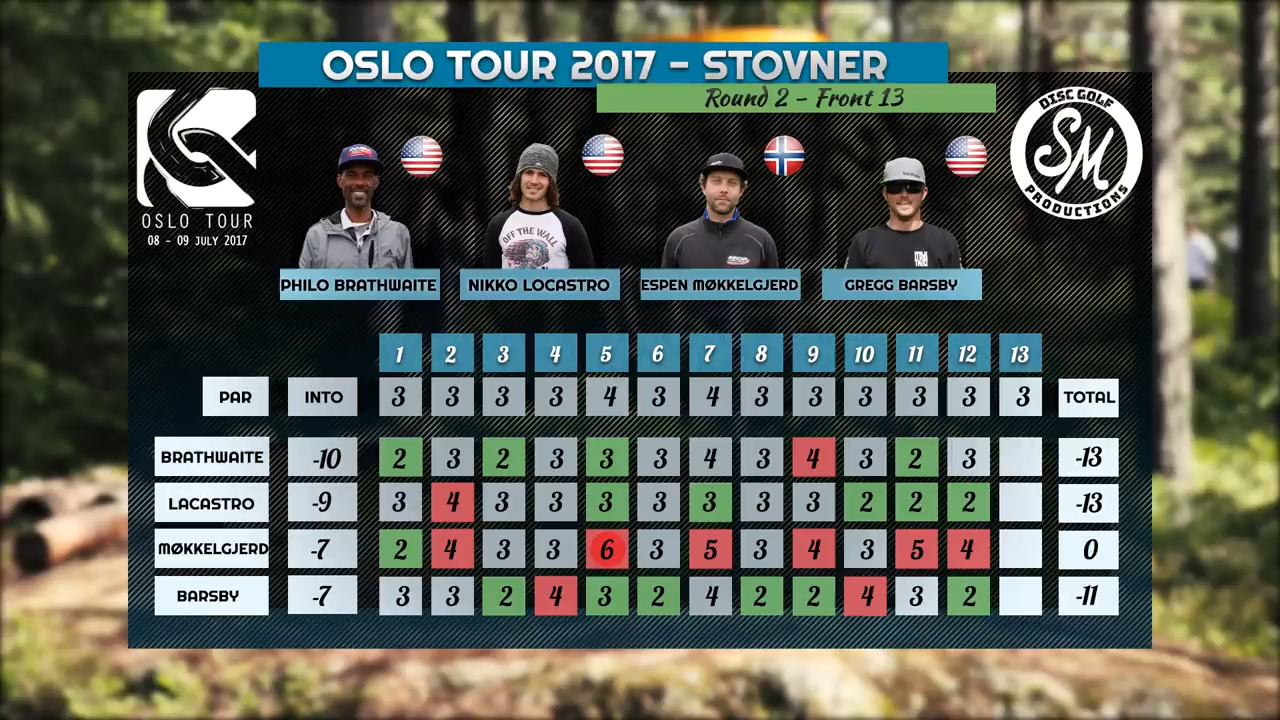 OSLO TOUR 2017 - STOVNER
Round 2 - Front 13
OSLO TOUR
08 - 09 JULY 2017
DISC GOLF
SM
PRODUCTIONS
OFF THE WALL
PHILO BRATHWAITE NIKKO LOCASTRO ESPEN MØKKELGJERD GREGG BARSBY
1 2 3 4 5 6 7 8 9 10 11 12 13
PAR INTO 3 3 3 3 4 3 4 3 3 3 3 3 3 TOTAL
BRATHWAITE -10 2 3 2 3 3 3 4 3 4 3 2 3 -13
LACASTRO -9 3 4 3 3 3 3 3 3 3 2 2 2 -13
MØKKELGJERD -7 2 4 3 3 6 3 5 3 4 3 5 4 0
BARSBY -7 3 3 2 4 3 2 4 2 2 4 3 2 -11